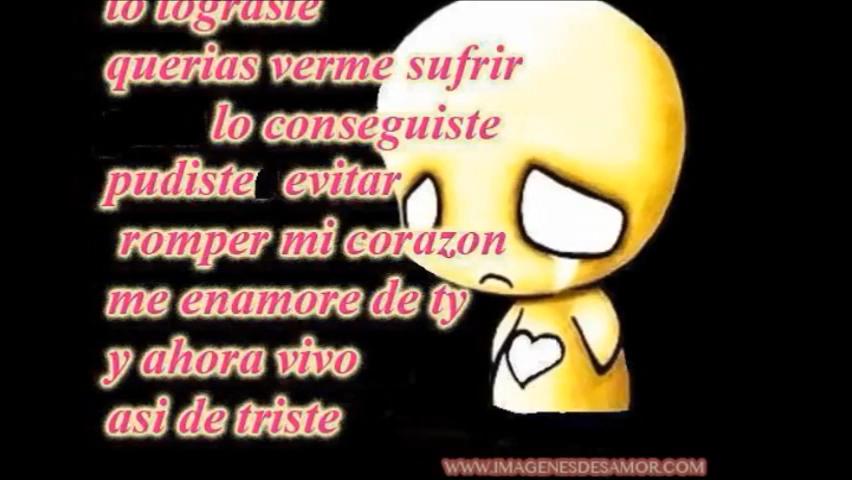 lo lograste
querias verme sufrir
lo conseguiste
pudiste evitar
romper mi corazon
me enamore de ty
y ahora vivo
asi de triste
WWW.IMAGENESDESAMOR.COM